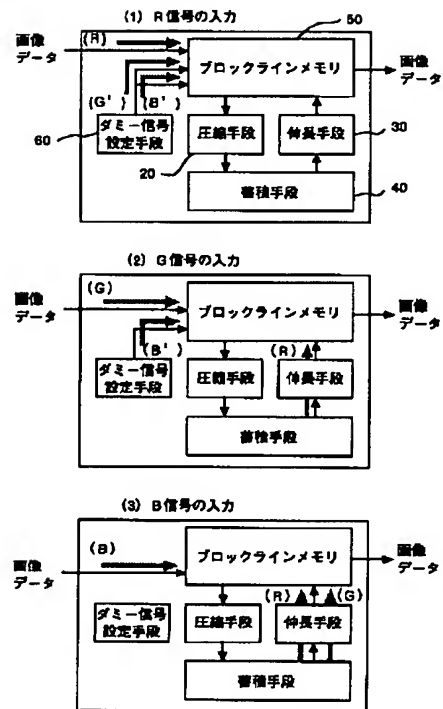 (1) R信号の入力
50
画像
データ
(R)
ブロックラインメモリ
画像
データ
(G')
(B')
60
ダミー信号
設定手段
圧縮手段
伸長手段
30
20
蓄積手段
40
(2) G信号の入力
画像
データ
(G)
ブロックラインメモリ
画像
データ
(B')
(R)
ダミー信号
設定手段
圧縮手段
伸長手段
蓄積手段
(3) B信号の入力
画像
データ
(B)
ブロックラインメモリ
画像
データ
(R)
(G)
ダミー信号
設定手段
圧縮手段
伸長手段
蓄積手段